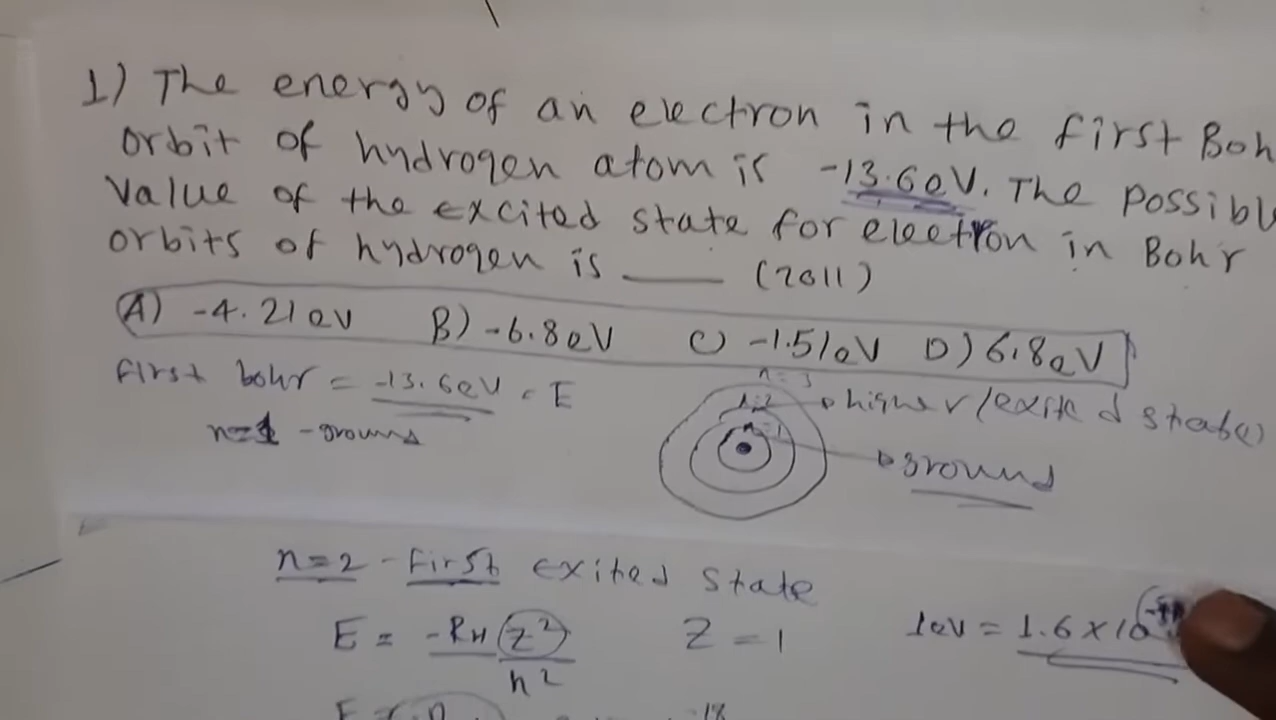 1) The energy of an electron in the first Boh
orbit of hydrogen atom is -13.6eV. The possibl
value of the excited state for electron in Bohr
orbits of hydrogen is ____ (2011)
A) -4.21eV B) -6.8eV C) -1.51eV D) 6.8eV
first bohr = -13.6eV = E
n=3
n=2 higher/exited state)
n=1 - ground
n=1
ground
n=2 - First exited state
E = -RH Z²/n² Z = 1 1eV = 1.6×10
-18